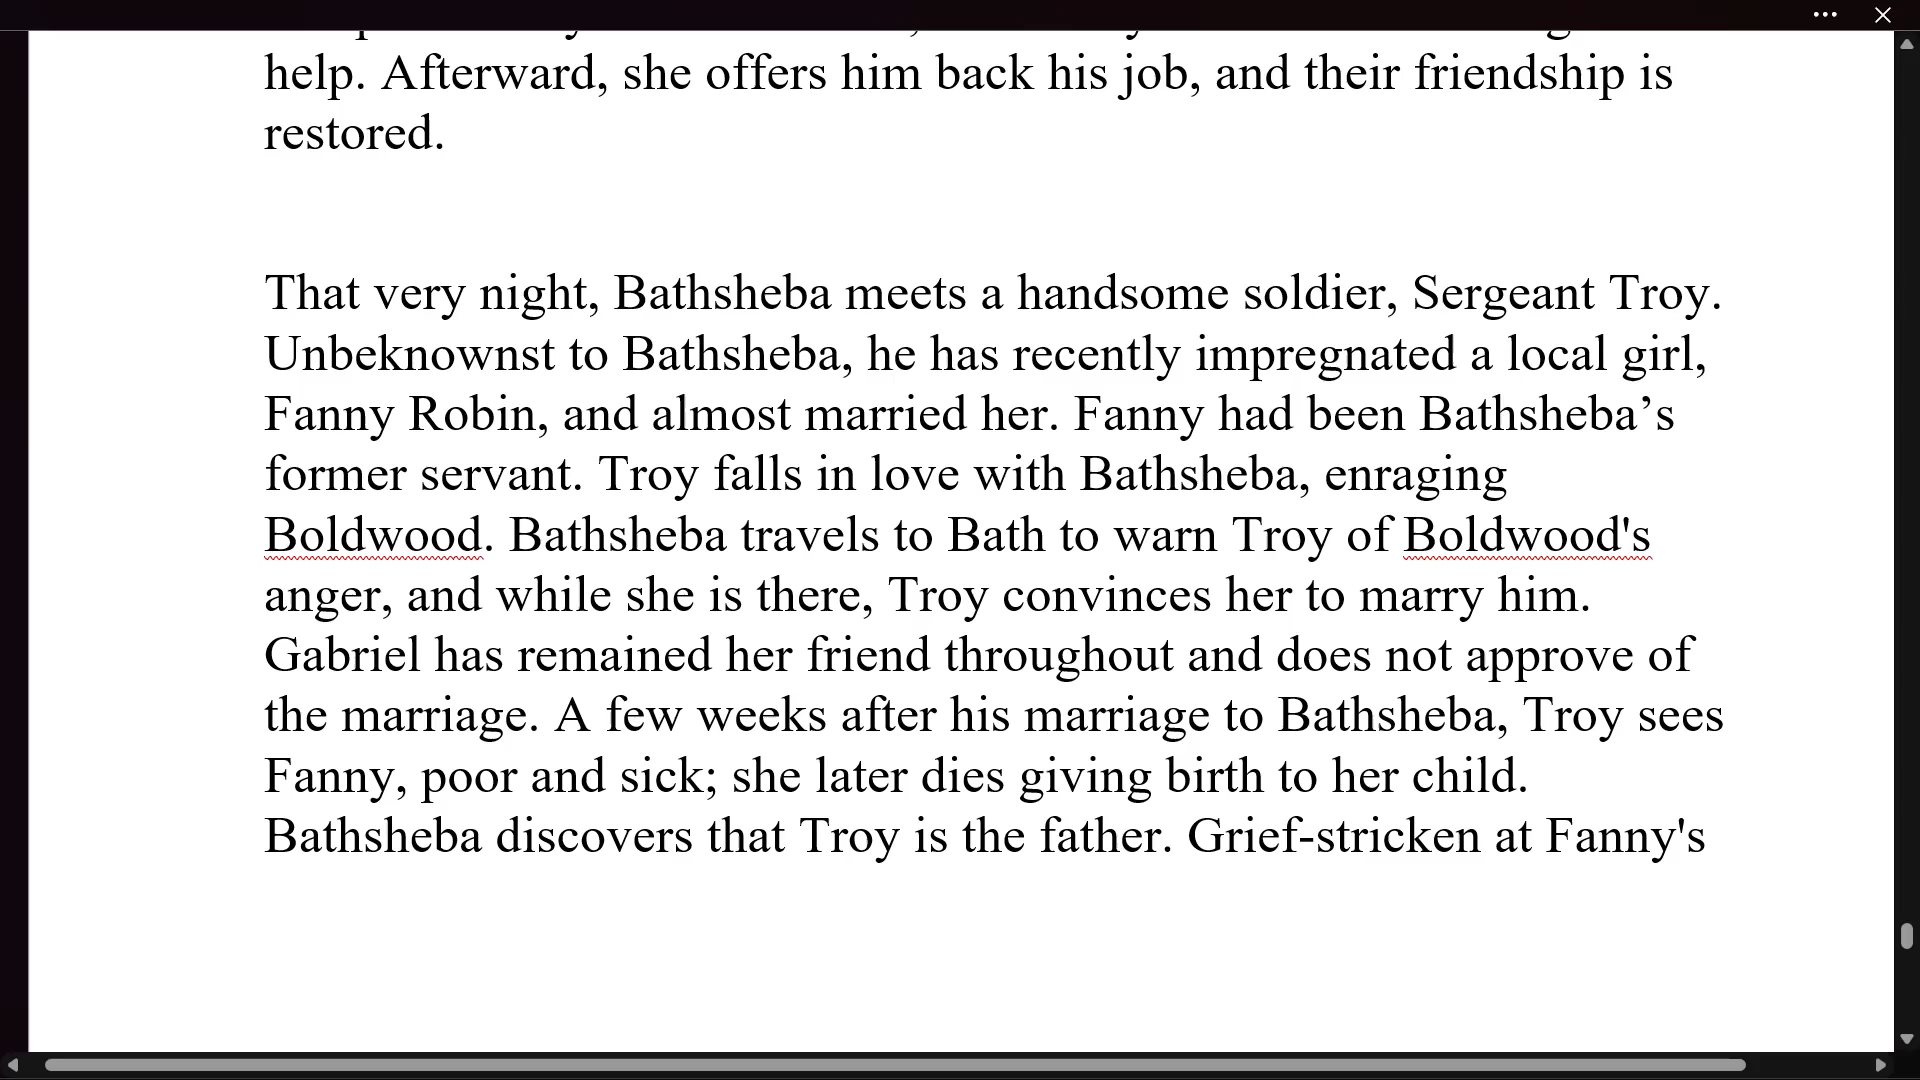 help. Afterward, she offers him back his job, and their friendship is
restored.
That very night, Bathsheba meets a handsome soldier, Sergeant Troy.
Unbeknownst to Bathsheba, he has recently impregnated a local girl,
Fanny Robin, and almost married her. Fanny had been Bathsheba’s
former servant. Troy falls in love with Bathsheba, enraging
Boldwood. Bathsheba travels to Bath to warn Troy of Boldwood's
anger, and while she is there, Troy convinces her to marry him.
Gabriel has remained her friend throughout and does not approve of
the marriage. A few weeks after his marriage to Bathsheba, Troy sees
Fanny, poor and sick; she later dies giving birth to her child.
Bathsheba discovers that Troy is the father. Grief-stricken at Fanny's